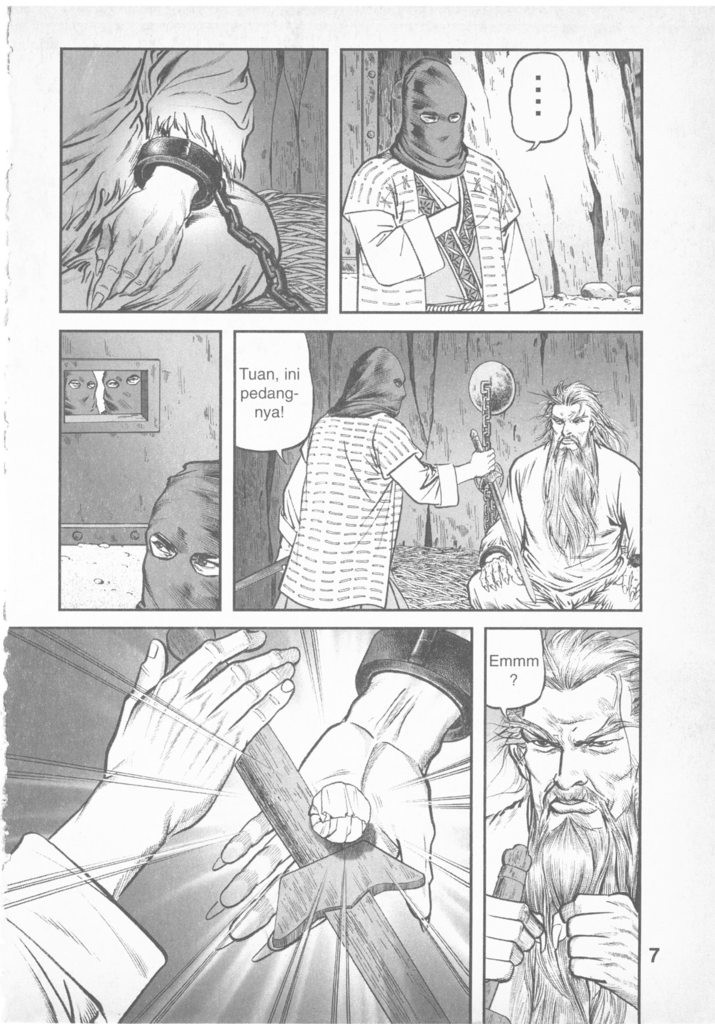 ....
Tuan, ini
pedang-
nya!
Emmm
?
7